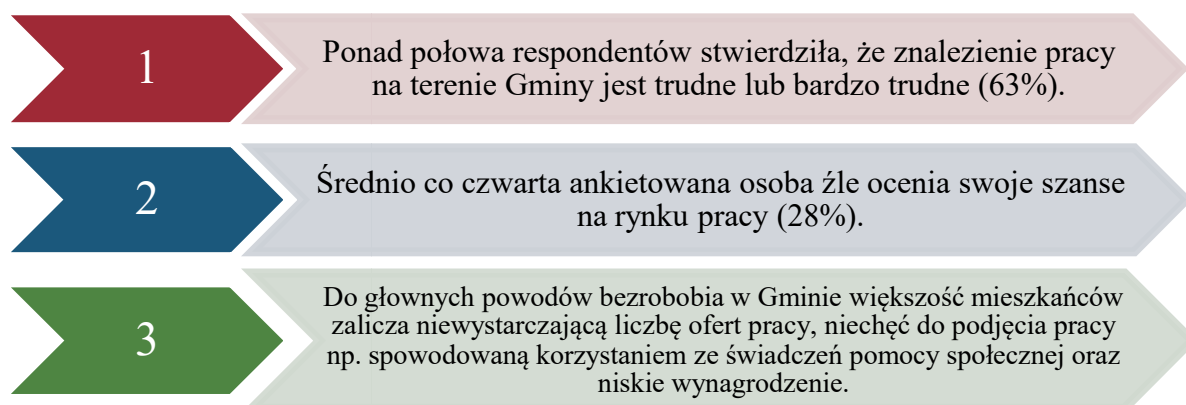 1
Ponad połowa respondentów stwierdziła, że znalezienie pracy
na terenie Gminy jest trudne lub bardzo trudne (63%).
2
Średnio co czwarta ankietowana osoba źle ocenia swoje szanse
na rynku pracy (28%).
3
Do głownych powodów bezrobobia w Gminie większość mieszkańców
zalicza niewystarczającą liczbę ofert pracy, niechęć do podjęcia pracy
np. spowodowaną korzystaniem ze świadczeń pomocy społecznej oraz
niskie wynagrodzenie.